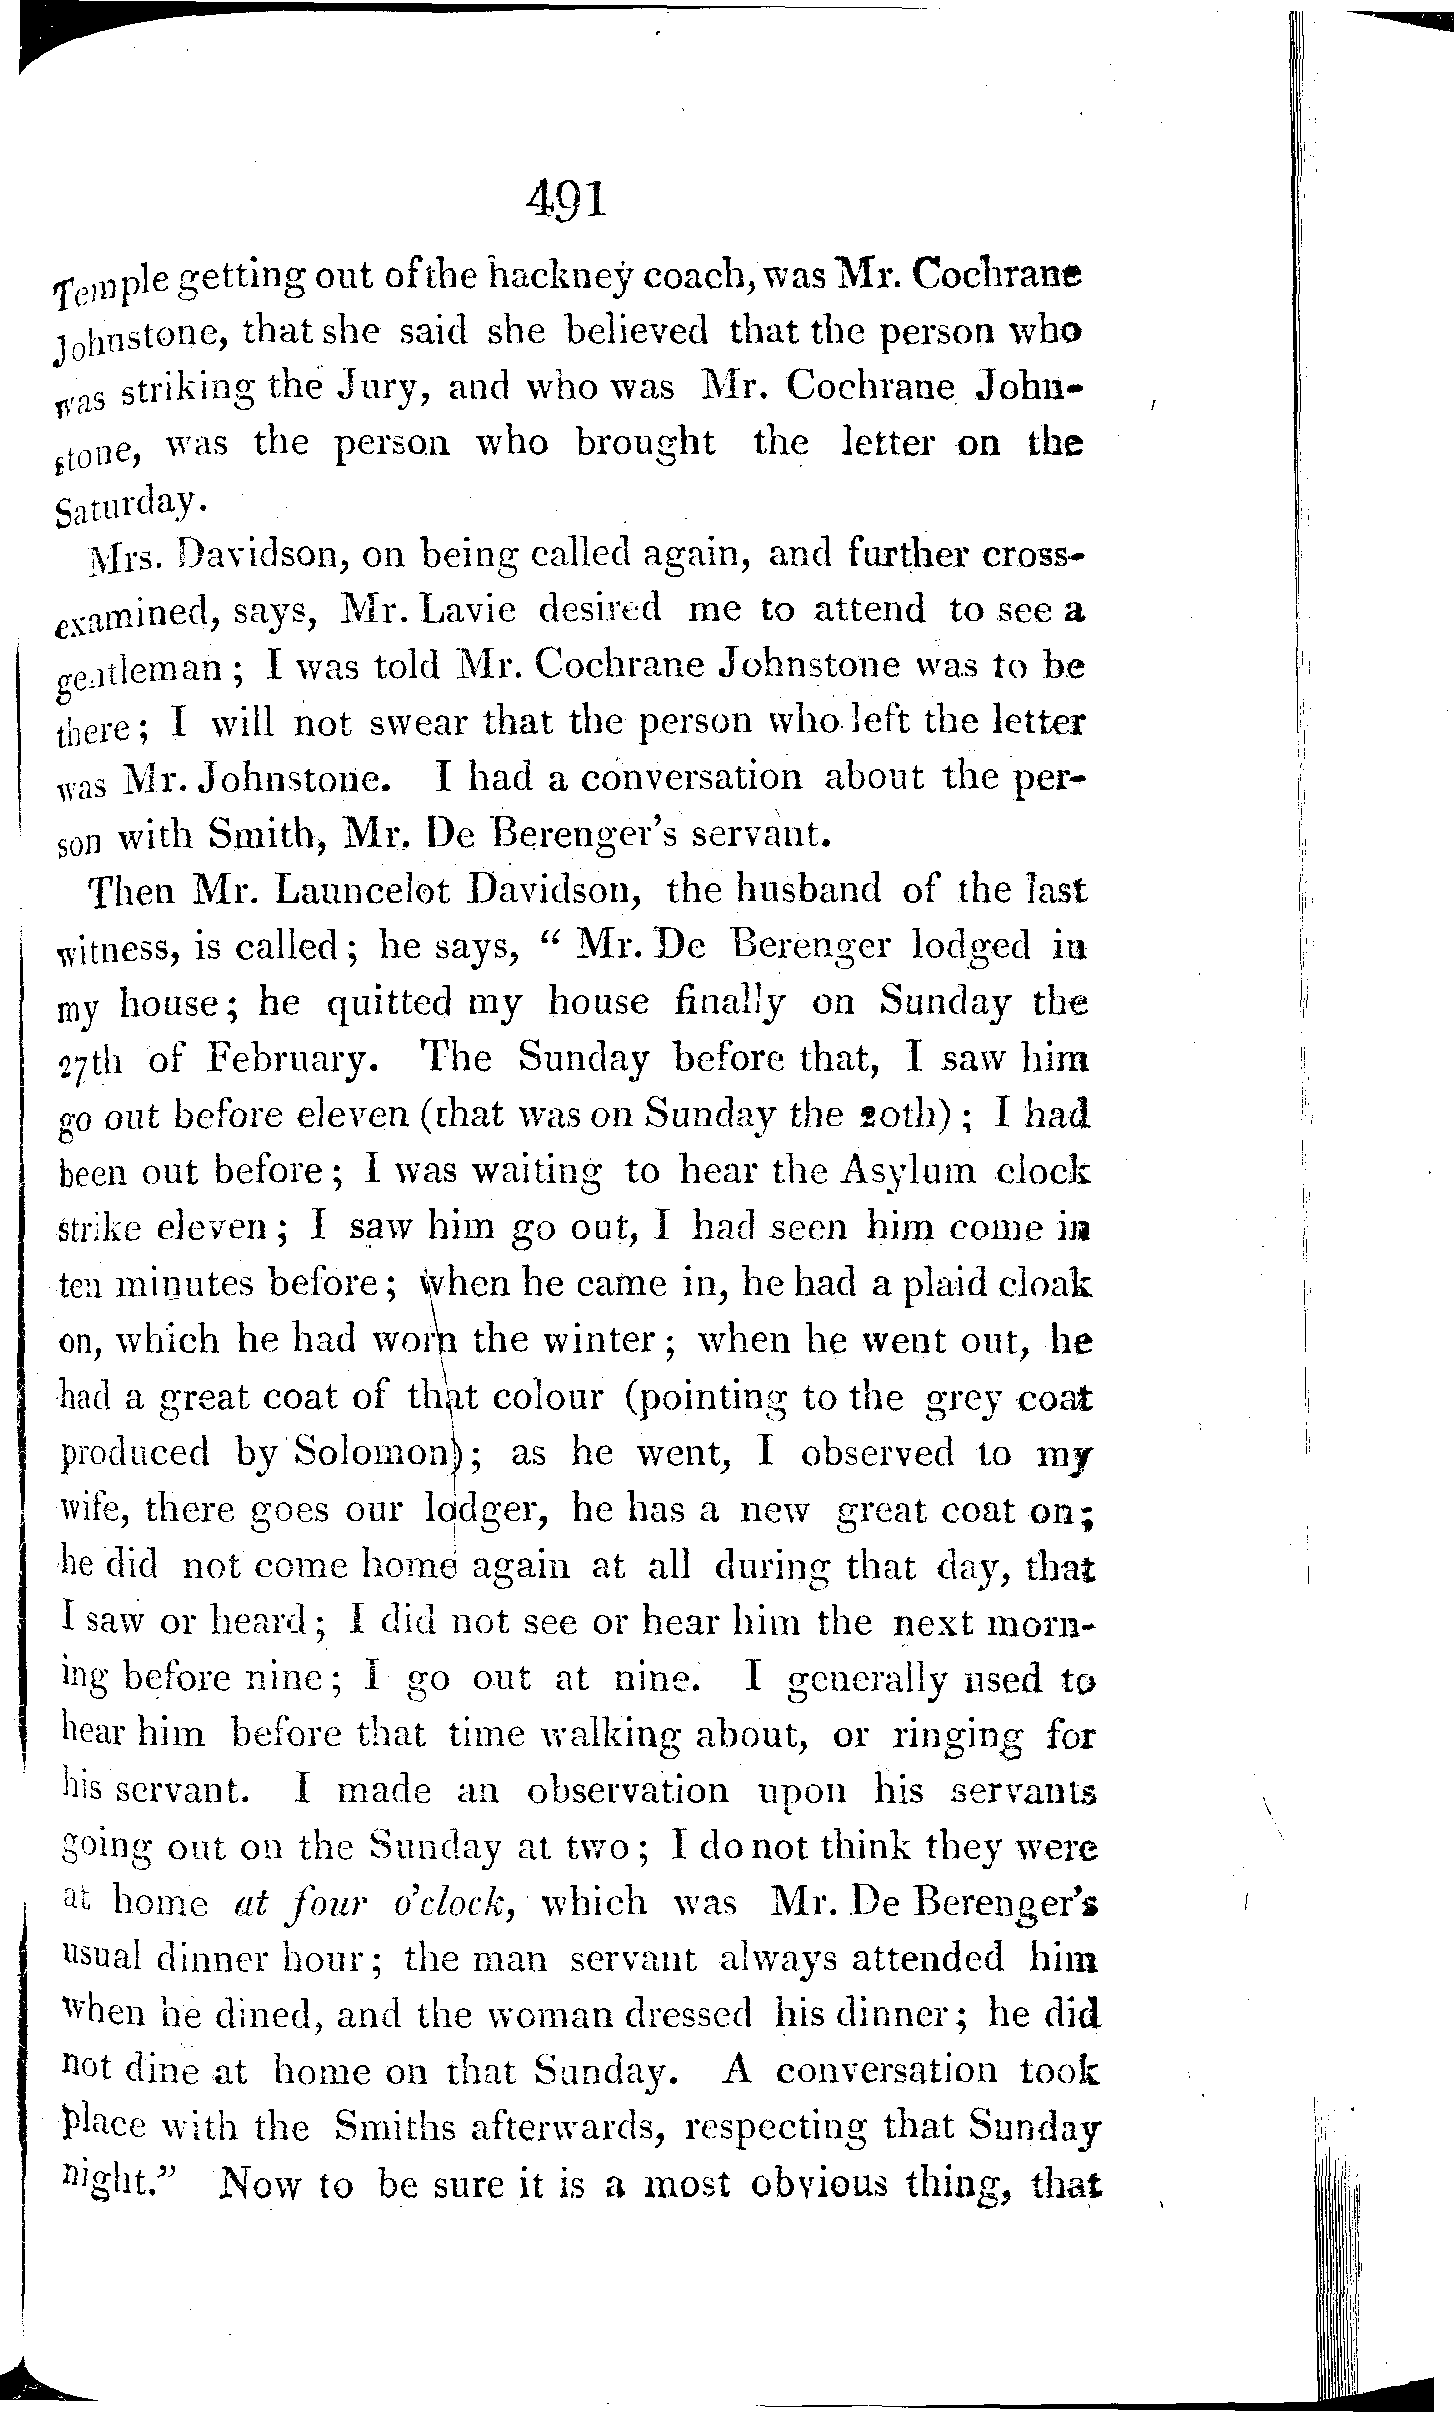 491
Temple getting out of the hackney coach, was Mr. Cochrane
Johnstone, that she said she believed that the person who
was striking the Jury, and who was Mr. Cochrane John-
stone, was the person who brought the letter on the
Saturday.
Mrs. Davidson, on being called again, and further cross-
examined, says, Mr. Lavie desired me to attend to see a
gentleman; I was told Mr. Cochrane Johnstone was to be
there; I will not swear that the person who left the letter
was Mr. Johnstone. I had a conversation about the per-
son with Smith, Mr. De Berenger's servant.
Then Mr. Launcelot Davidson, the husband of the last
witness, is called; he says, " Mr. De Berenger lodged in
my house; he quitted my house finally on Sunday the
27th of February. The Sunday before that, I saw him
go out before eleven (that was on Sunday the 20th); I had
been out before; I was waiting to hear the Asylum clock
strike eleven; I saw him go out, I had seen him come in
ten minutes before; when he came in, he had a plaid cloak
on, which he had worn the winter; when he went out, he
had a great coat of that colour (pointing to the grey coat
produced by Solomon); as he went, I observed to my
wife, there goes our lodger, he has a new great coat on;
he did not come home again at all during that day, that
I saw or heard; I did not see or hear him the next morn-
ing before nine; I go out at nine. I generally used to
hear him before that time walking about, or ringing for
his servant. I made an observation upon his servants
going out on the Sunday at two; I do not think they were
at home at four o'clock, which was Mr. De Berenger's
usual dinner hour; the man servant always attended him
when he dined, and the woman dressed his dinner; he did
not dine at home on that Sunday. A conversation took
place with the Smiths afterwards, respecting that Sunday
night." Now to be sure it is a most obvious thing, that